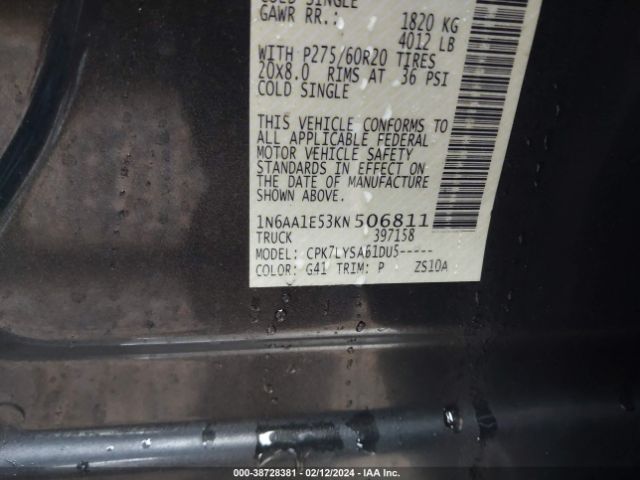 COLD SINGLE
GAWR RR.: 1820 KG
4012 LB
WITH P275/60R20 TIRES
20X8.0 RIMS AT 36 PSI
COLD SINGLE
THIS VEHICLE CONFORMS TO
ALL APPLICABLE FEDERAL
MOTOR VEHICLE SAFETY
STANDARDS IN EFFECT ON
THE DATE OF MANUFACTURE
SHOWN ABOVE.
1N6AA1E53KN506811
TRUCK 397158
MODEL: CPK7LYSA61DU5-----
COLOR: G41 TRIM: P ZS10A
000-38728381 - 02/12/2024 - IAA Inc.